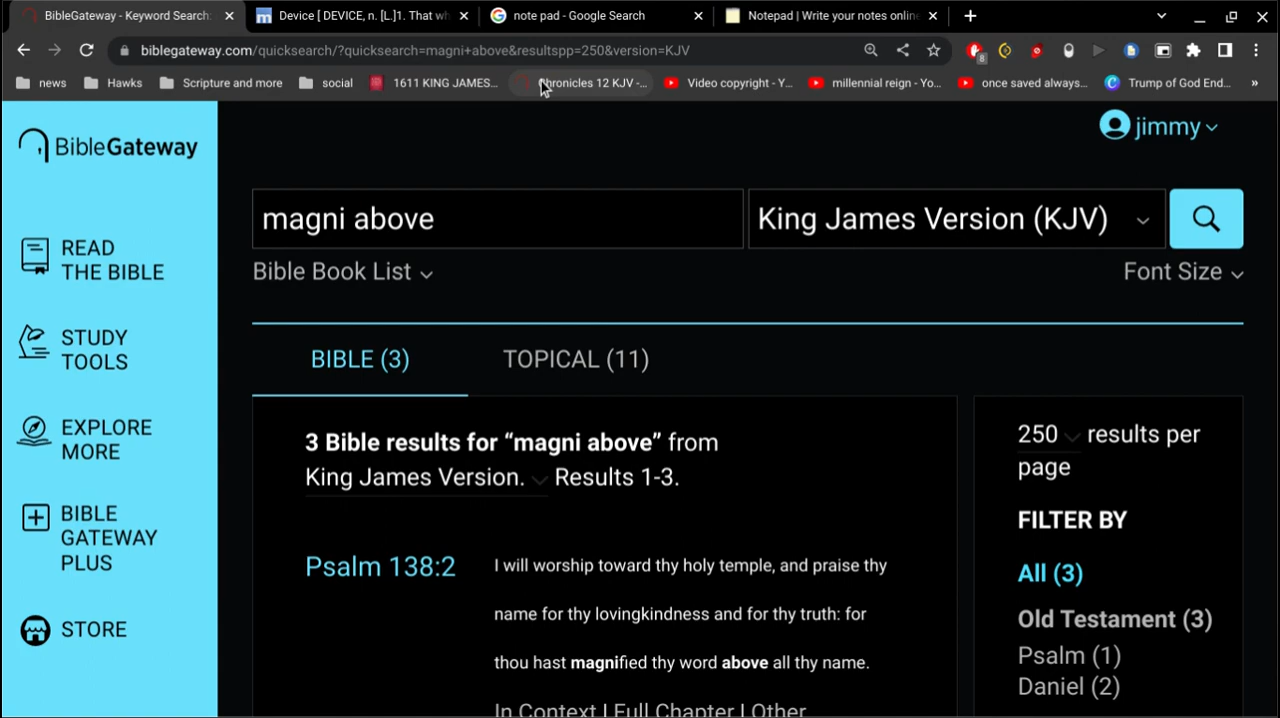 BibleGateway - Keyword Search:
Device [ DEVICE, n. [L.]1. That wh
note pad - Google Search
Notepad | Write your notes online
biblegateway.com/quicksearch/?quicksearch=magni+above&resultspp=250&version=KJV
8
news
Hawks
Scripture and more
social
1611 KING JAMES...
Chronicles 12 KJV -...
Video copyright - Y...
millennial reign - Yo...
once saved always...
Trump of God End...
»
BibleGateway
jimmy
magni above
King James Version (KJV)
Bible Book List
Font Size
READ
THE BIBLE
STUDY
TOOLS
EXPLORE
MORE
BIBLE
GATEWAY
PLUS
STORE
BIBLE (3)
TOPICAL (11)
3 Bible results for “magni above” from
King James Version. Results 1-3.
Psalm 138:2
I will worship toward thy holy temple, and praise thy
name for thy lovingkindness and for thy truth: for
thou hast magnified thy word above all thy name.
In Context | Full Chapter | Other
250 results per
page
FILTER BY
All (3)
Old Testament (3)
Psalm (1)
Daniel (2)